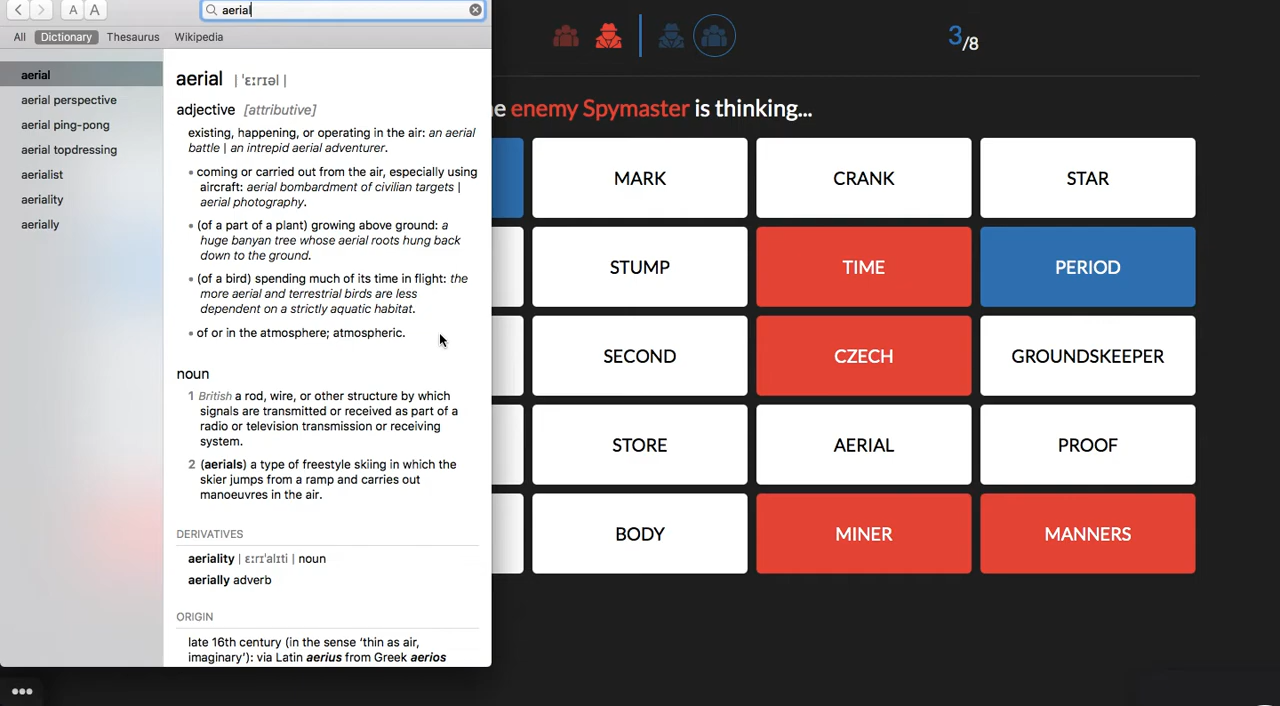 aerial
All Dictionary Thesaurus Wikipedia
aerial
aerial perspective
aerial ping-pong
aerial topdressing
aerialist
aeriality
aerially
aerial | ˈɛːrɪəl |
adjective [attributive]
existing, happening, or operating in the air: an aerial
battle | an intrepid aerial adventurer.
• coming or carried out from the air, especially using
aircraft: aerial bombardment of civilian targets |
aerial photography.
• (of a part of a plant) growing above ground: a
huge banyan tree whose aerial roots hung back
down to the ground.
• (of a bird) spending much of its time in flight: the
more aerial and terrestrial birds are less
dependent on a strictly aquatic habitat.
• of or in the atmosphere; atmospheric.
noun
1 British a rod, wire, or other structure by which
signals are transmitted or received as part of a
radio or television transmission or receiving
system.
2 (aerials) a type of freestyle skiing in which the
skier jumps from a ramp and carries out
manoeuvres in the air.
DERIVATIVES
aeriality | ɛːrɪˈalɪti | noun
aerially adverb
ORIGIN
late 16th century (in the sense ‘thin as air,
imaginary’): via Latin aerius from Greek aerios
A A
3/8
enemy Spymaster is thinking...
MARK CRANK STAR
STUMP TIME PERIOD
SECOND CZECH GROUNDSKEEPER
STORE AERIAL PROOF
BODY MINER MANNERS